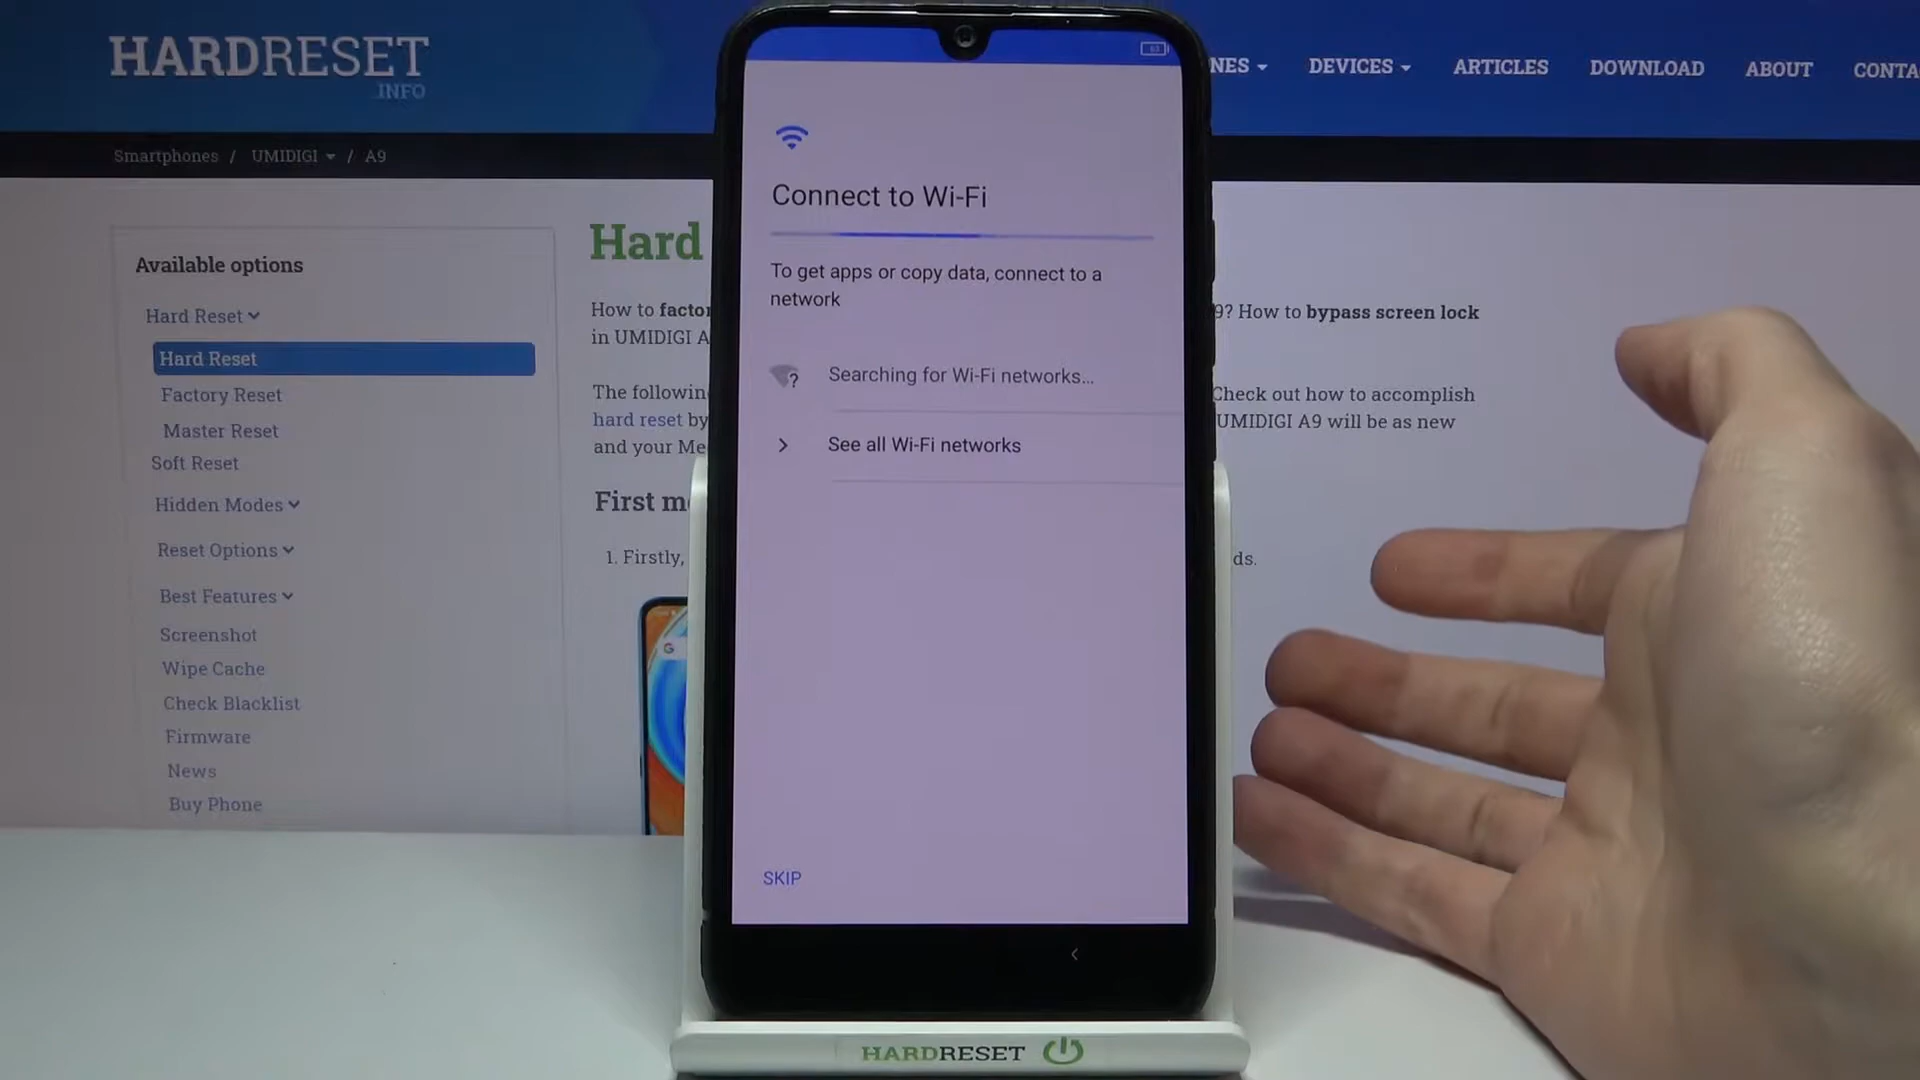 HARDRESET
.INFO
NES
DEVICES
ARTICLES
DOWNLOAD
ABOUT
CONTA
Smartphones / UMIDIGI / A9
Available options
Hard Reset
Hard Reset
Factory Reset
Master Reset
Soft Reset
Hidden Modes
Reset Options
Best Features
Screenshot
Wipe Cache
Check Blacklist
Firmware
News
Buy Phone
Hard
How to factor 9? How to bypass screen lock
in UMIDIGI A
The following Check out how to accomplish
hard reset by UMIDIGI A9 will be as new
and your Me
First m
1. Firstly, ds.
G
63
Connect to Wi-Fi
To get apps or copy data, connect to a
network
?
Searching for Wi-Fi networks...
See all Wi-Fi networks
SKIP
HARDRESET